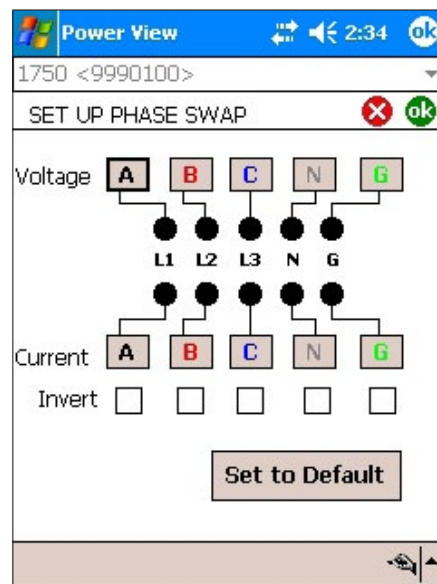 Power View 2:34 ok
1750 <9990100>
SET UP PHASE SWAP ok
Voltage A B C N G
L1 L2 L3 N G
Current A B C N G
Invert
Set to Default